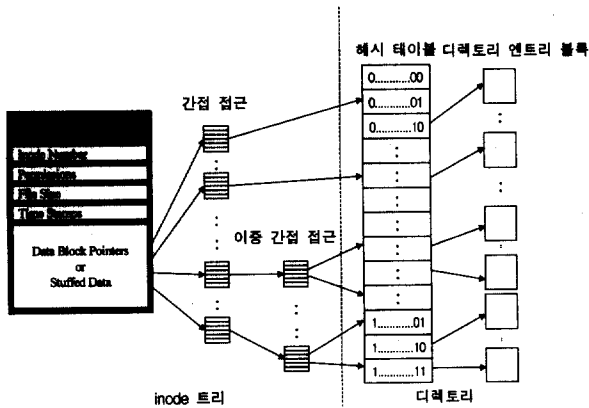 해시 테이블 디렉토리 엔트리 블록
간접 접근
0...........00
0...........01
0...........10
Inode Number
Permissions
File Size
Time Stamps
이중 간접 접근
Data Block Pointers
or
Stuffed Data
1...........01
1...........10
1...........11
inode 트리
디렉토리